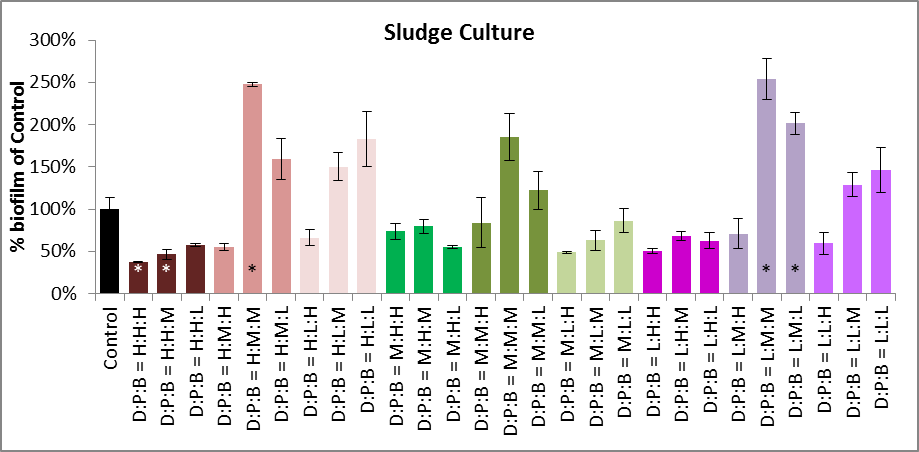 Sludge Culture
% biofilm of Control
300%
250%
200%
150%
100%
50%
0%
*
*
*
*
*
Control
D:P:B = H:H:H
D:P:B = H:H:M
D:P:B = H:H:L
D:P:B = H:M:H
D:P:B = H:M:M
D:P:B = H:M:L
D:P:B = H:L:H
D:P:B = H:L:M
D:P:B = H:L:L
D:P:B = M:H:H
D:P:B = M:H:M
D:P:B = M:H:L
D:P:B = M:M:H
D:P:B = M:M:M
D:P:B = M:M:L
D:P:B = M:L:H
D:P:B = M:L:M
D:P:B = M:L:L
D:P:B = L:H:H
D:P:B = L:H:M
D:P:B = L:H:L
D:P:B = L:M:H
D:P:B = L:M:M
D:P:B = L:M:L
D:P:B = L:L:H
D:P:B = L:L:M
D:P:B = L:L:L